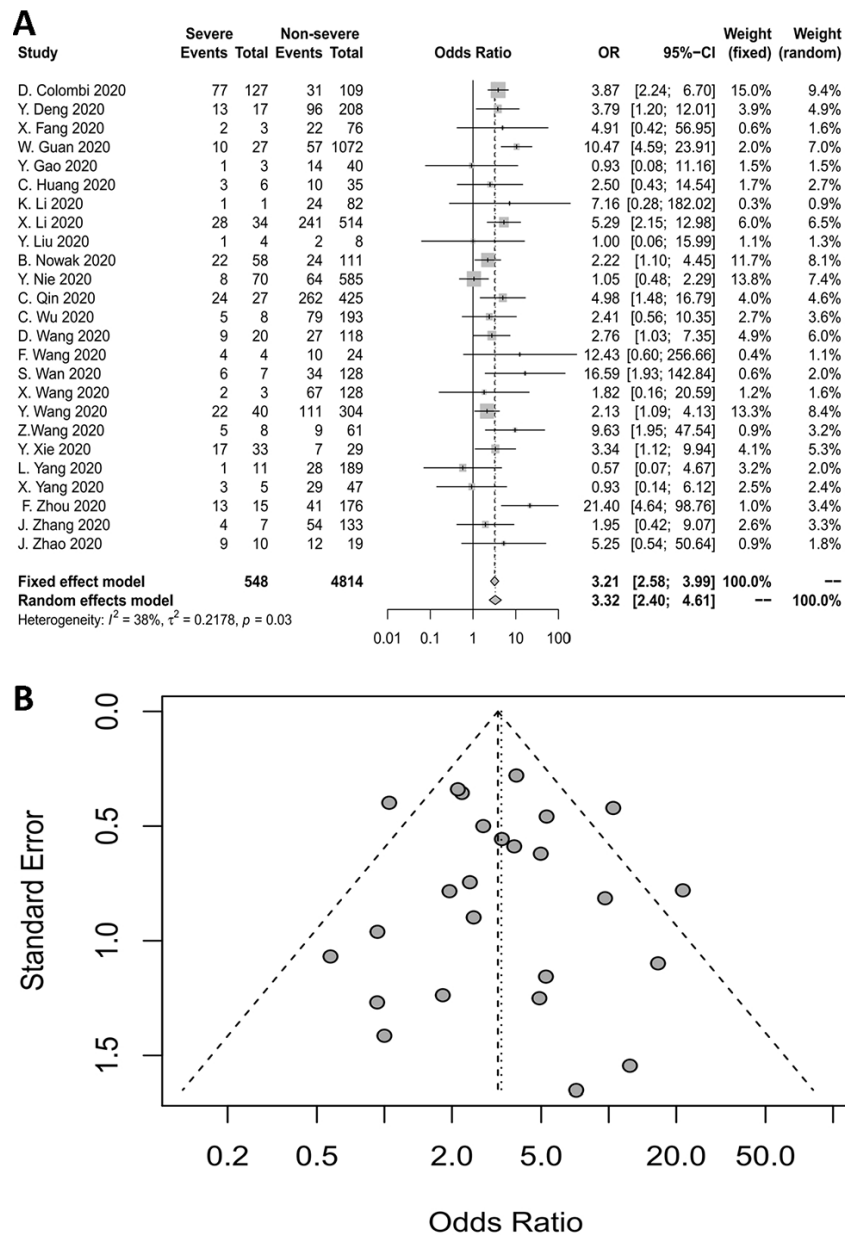 A
Severe Non-severe Weight Weight
Study Events Total Events Total Odds Ratio OR 95%−CI (fixed) (random)
D. Colombi 2020 77 127 31 109 3.87 [2.24; 6.70] 15.0% 9.4%
Y. Deng 2020 13 17 96 208 3.79 [1.20; 12.01] 3.9% 4.9%
X. Fang 2020 2 3 22 76 4.91 [0.42; 56.95] 0.6% 1.6%
W. Guan 2020 10 27 57 1072 10.47 [4.59; 23.91] 2.0% 7.0%
Y. Gao 2020 1 3 14 40 0.93 [0.08; 11.16] 1.5% 1.5%
C. Huang 2020 3 6 10 35 2.50 [0.43; 14.54] 1.7% 2.7%
K. Li 2020 1 1 24 82 7.16 [0.28; 182.02] 0.3% 0.9%
X. Li 2020 28 34 241 514 5.29 [2.15; 12.98] 6.0% 6.5%
Y. Liu 2020 1 4 2 8 1.00 [0.06; 15.99] 1.1% 1.3%
B. Nowak 2020 22 58 24 111 2.22 [1.10; 4.45] 11.7% 8.1%
Y. Nie 2020 8 70 64 585 1.05 [0.48; 2.29] 13.8% 7.4%
C. Qin 2020 24 27 262 425 4.98 [1.48; 16.79] 4.0% 4.6%
C. Wu 2020 5 8 79 193 2.41 [0.56; 10.35] 2.7% 3.6%
D. Wang 2020 9 20 27 118 2.76 [1.03; 7.35] 4.9% 6.0%
F. Wang 2020 4 4 10 24 12.43 [0.60; 256.66] 0.4% 1.1%
S. Wan 2020 6 7 34 128 16.59 [1.93; 142.84] 0.6% 2.0%
X. Wang 2020 2 3 67 128 1.82 [0.16; 20.59] 1.2% 1.6%
Y. Wang 2020 22 40 111 304 2.13 [1.09; 4.13] 13.3% 8.4%
Z.Wang 2020 5 8 9 61 9.63 [1.95; 47.54] 0.9% 3.2%
Y. Xie 2020 17 33 7 29 3.34 [1.12; 9.94] 4.1% 5.3%
L. Yang 2020 1 11 28 189 0.57 [0.07; 4.67] 3.2% 2.0%
X. Yang 2020 3 5 29 47 0.93 [0.14; 6.12] 2.5% 2.4%
F. Zhou 2020 13 15 41 176 21.40 [4.64; 98.76] 1.0% 3.4%
J. Zhang 2020 4 7 54 133 1.95 [0.42; 9.07] 2.6% 3.3%
J. Zhao 2020 9 10 12 19 5.25 [0.54; 50.64] 0.9% 1.8%
Fixed effect model 548 4814 3.21 [2.58; 3.99] 100.0% −−
Random effects model 3.32 [2.40; 4.61] −− 100.0%
Heterogeneity: I² = 38%, τ² = 0.2178, p = 0.03
0.01 0.1 0 10 100
B
0.0
0.5
1.0
1.5
Standard Error
0.2 0.5 2.0 5.0 20.0 50.0
Odds Ratio